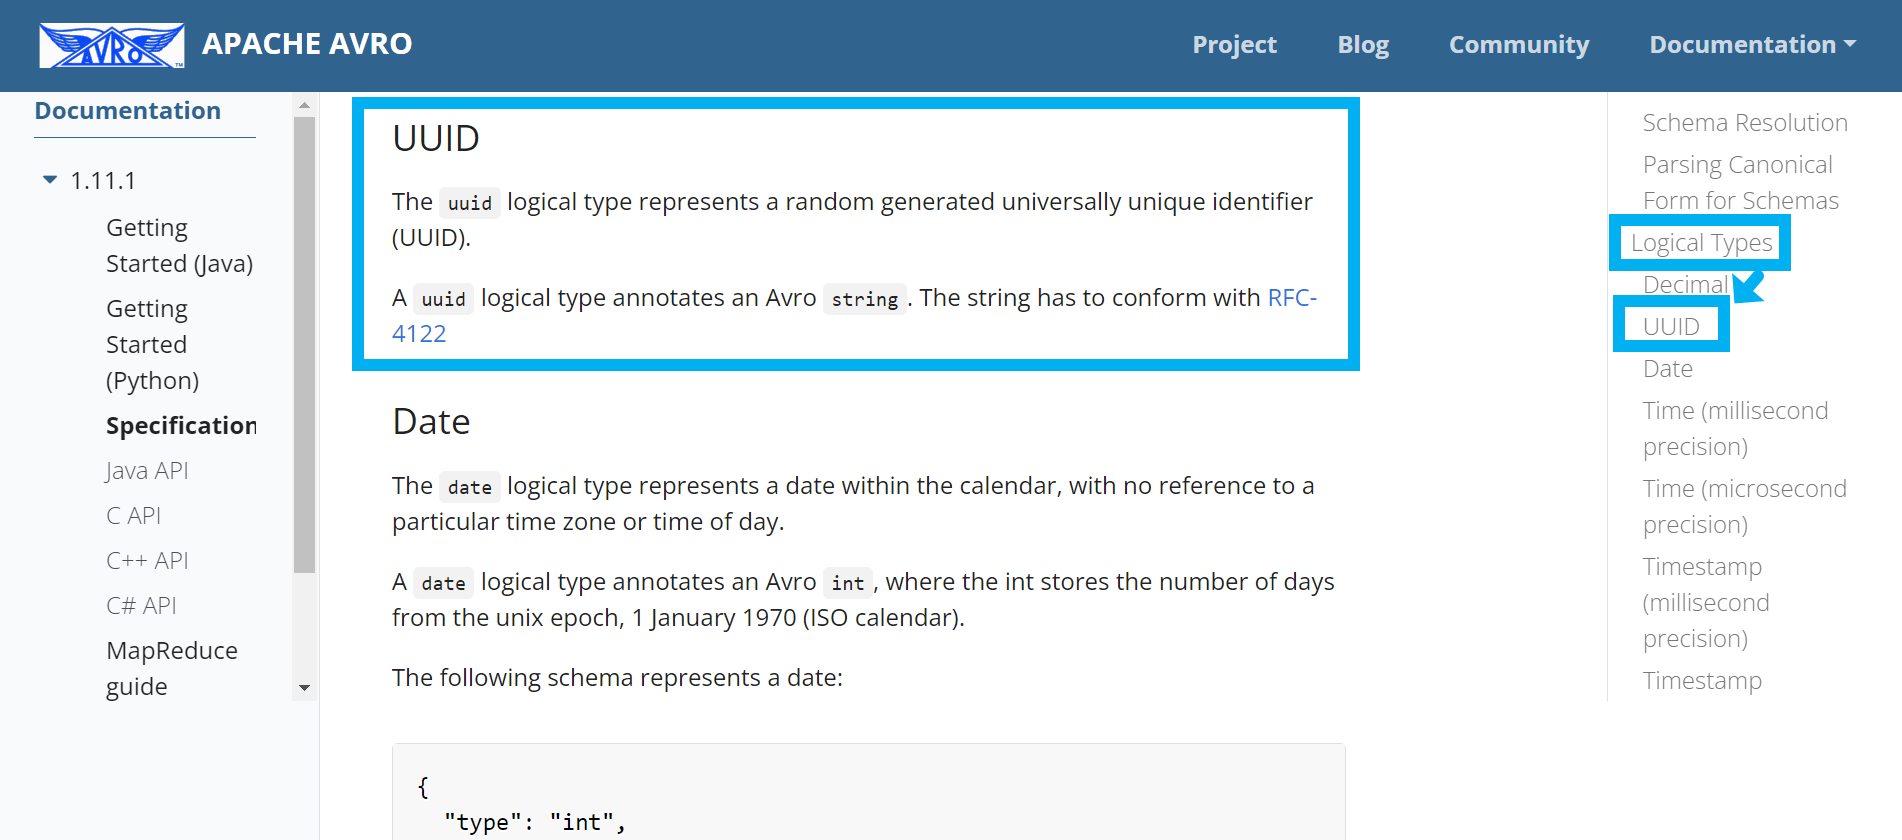 AVRO
TM
APACHE AVRO
Project
Blog
Community
Documentation
Documentation
1.11.1
Getting
Started (Java)
Getting
Started
(Python)
Specification
Java API
C API
C++ API
C# API
MapReduce
guide
UUID
The uuid logical type represents a random generated universally unique identifier
(UUID).
A uuid logical type annotates an Avro string. The string has to conform with RFC-
4122
Date
The date logical type represents a date within the calendar, with no reference to a
particular time zone or time of day.
A date logical type annotates an Avro int, where the int stores the number of days
from the unix epoch, 1 January 1970 (ISO calendar).
The following schema represents a date:
{
"type": "int",
Schema Resolution
Parsing Canonical
Form for Schemas
Logical Types
Decimal
UUID
Date
Time (millisecond
precision)
Time (microsecond
precision)
Timestamp
(millisecond
precision)
Timestamp